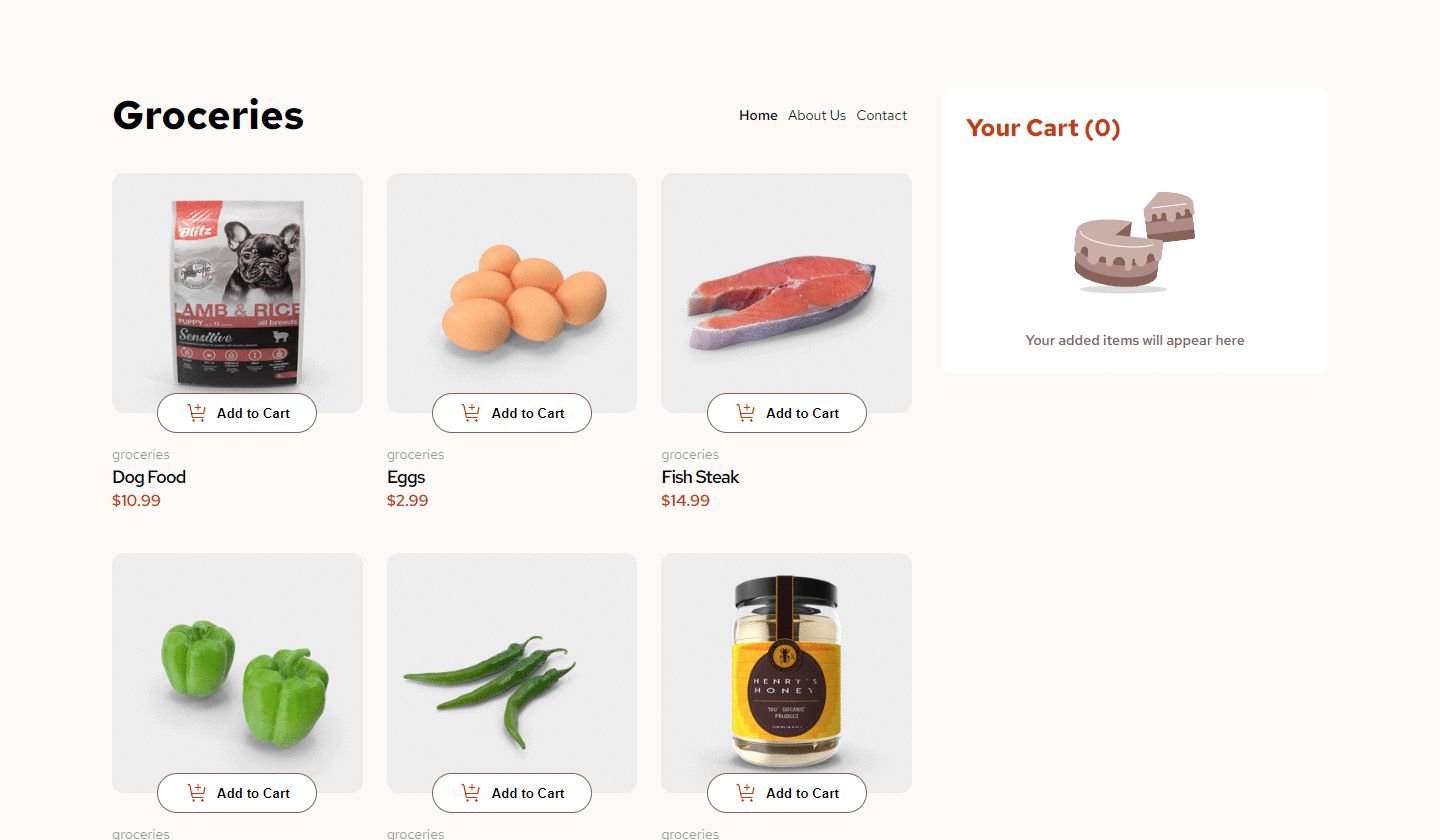 Groceries
Home About Us Contact
Your Cart (0)
Your added items will appear here
Blitz
Probiotic
LAMB & RICE
PUPPY
all breeds
Sensitive
Add to Cart
Add to Cart
Add to Cart
groceries
Dog Food
$10.99
groceries
Eggs
$2.99
groceries
Fish Steak
$14.99
HENRY'S
HONEY
100% ORGANIC
PRODUCE
Add to Cart
Add to Cart
Add to Cart
groceries
groceries
groceries